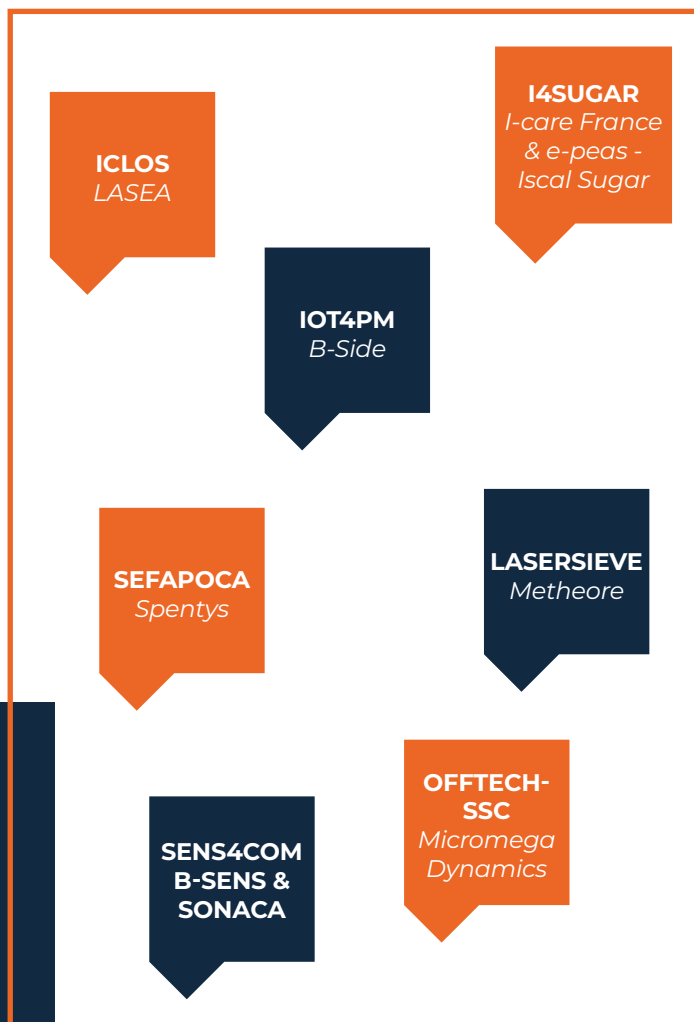 ICLOS
LASEA
I4SUGAR
I-care France
& e-peas -
Iscal Sugar
IOT4PM
B-Side
SEFAPOCA
Spentys
LASERSIEVE
Metheore
OFFTECH-
SSC
Micromega
Dynamics
SENS4COM
B-SENS &
SONACA